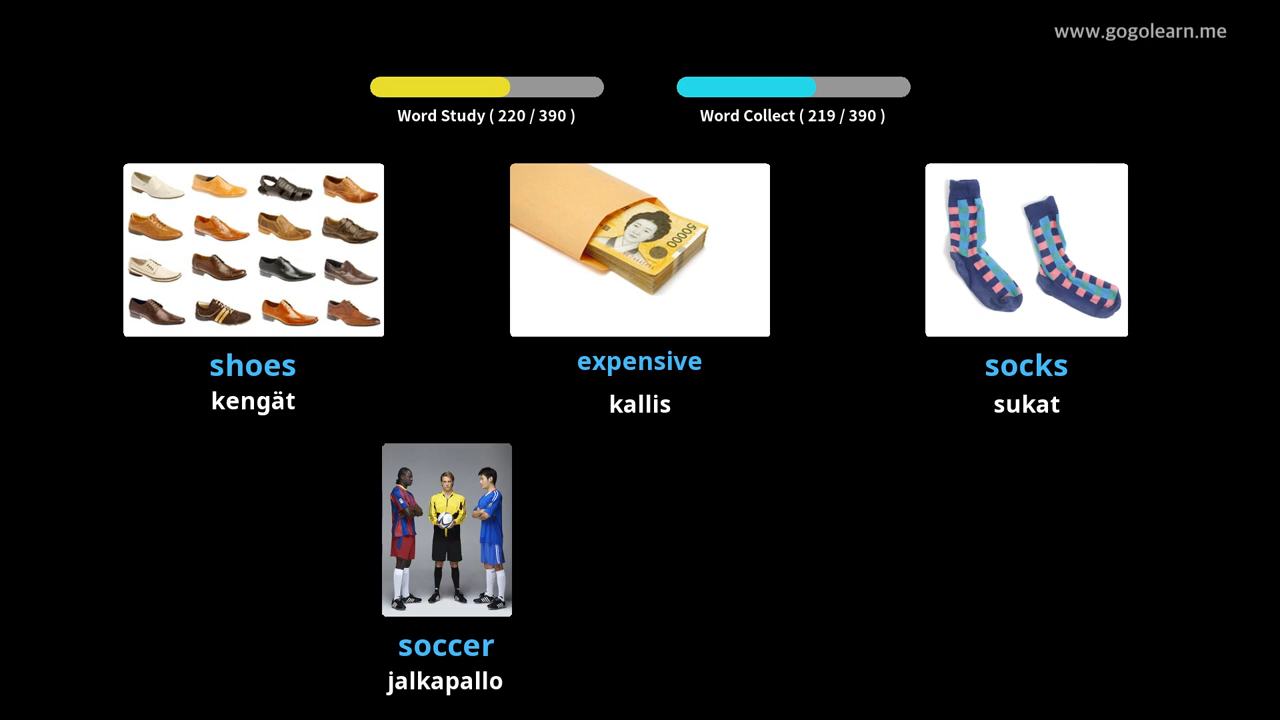 www.gogolearn.me
Word Study ( 220 / 390 )
Word Collect ( 219 / 390 )
50000
shoes
kengät
expensive
kallis
socks
sukat
soccer
jalkapallo